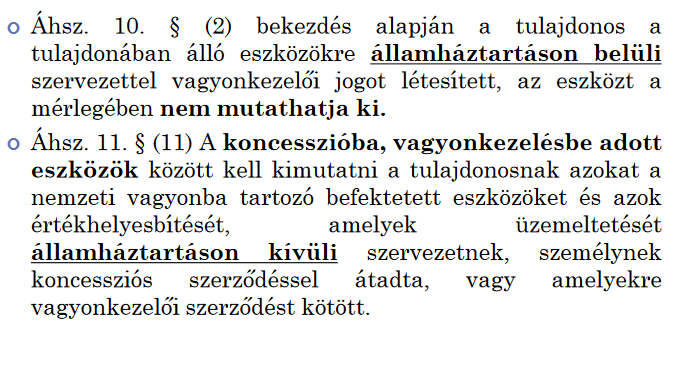 Áhsz. 10. § (2) bekezdés alapján a tulajdonos a
tulajdonában álló eszközökre államháztartáson belüli
szervezettel vagyonkezelői jogot létesített, az eszközt a
mérlegében nem mutathatja ki.
Áhsz. 11. § (11) A koncesszióba, vagyonkezelésbe adott
eszközök között kell kimutatni a tulajdonosnak azokat a
nemzeti vagyonba tartozó befektetett eszközöket és azok
értékhelyesbítését, amelyek üzemeltetését
államháztartáson kívüli szervezetnek, személynek
koncessziós szerződéssel átadta, vagy amelyekre
vagyonkezelői szerződést kötött.